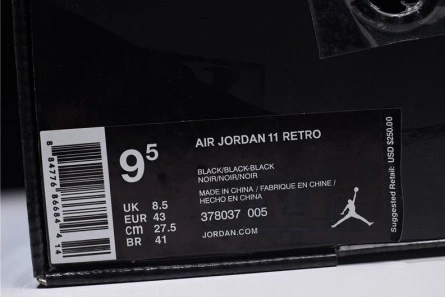 9⁵
UK 8.5
EUR 43
CM 27.5
BR 41
AIR JORDAN 11 RETRO
BLACK/BLACK-BLACK
NOIR/NOIR/NOIR
MADE IN CHINA / FABRIQUE EN CHINE /
HECHO EN CHINA
378037 005
JORDAN.COM
Suggested Retail: USD $250.00